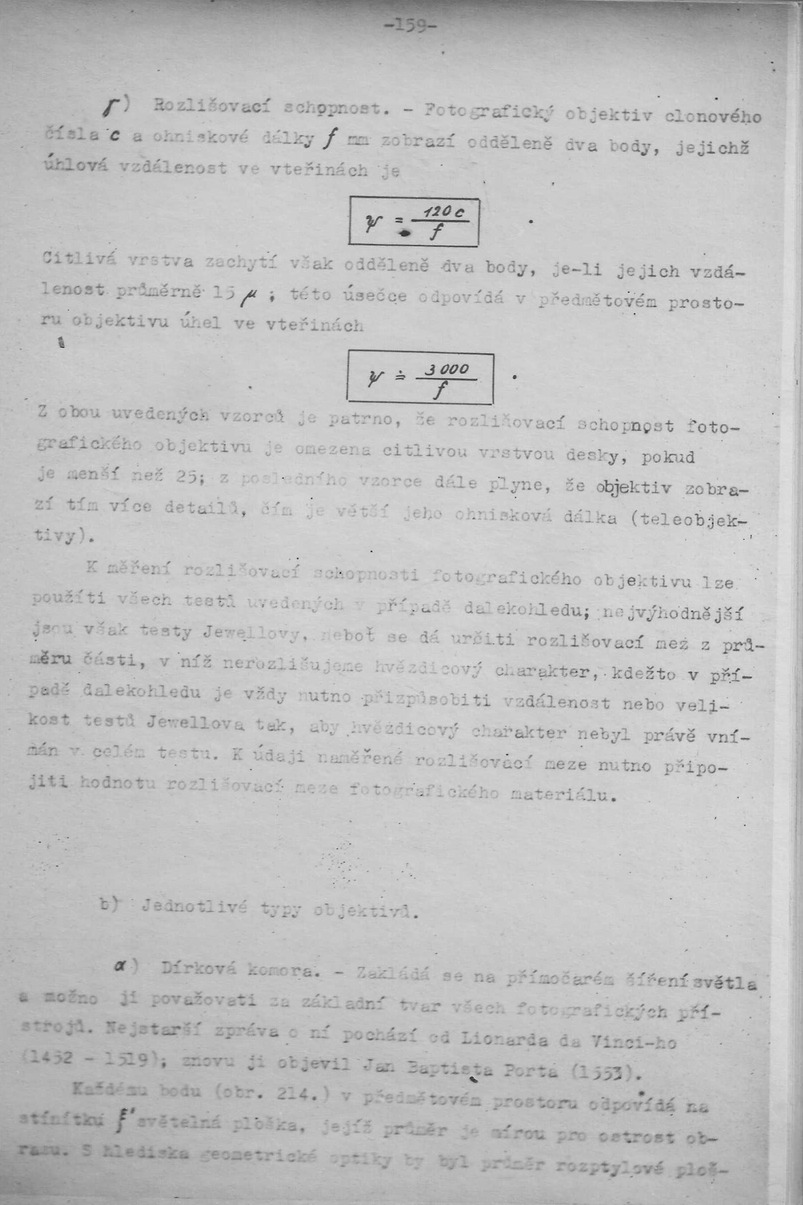 -159-
γ) Rozlišovací schopnost. - Fotografický objektiv clonového
čísla c a ohniskové dálky f mm zobrazí odděleně dva body, jejichž
úhlová vzdálenost ve vteřinách je
ψ = 120 c / f .
Citlivá vrstva zachytí však odděleně dva body, je-li jejich vzdá-
lenost průměrně 15 μ ; této úsečce odpovídá v předmětovém prosto-
ru objektivu úhel ve vteřinách
ψ ≐ 3 000 / f .
Z obou uvedených vzorců je patrno, že rozlišovací schopnost foto-
grafického objektivu je omezena citlivou vrstvou desky, pokud
je menší než 25; z posledního vzorce dále plyne, že objektiv zobra-
zí tím více detailů, čím je větší jeho ohnisková dálka (teleobjek-
tivy).
K měření rozlišovací schopnosti fotografického objektivu lze
použíti všech testů uvedených v případě dalekohledu; nejvýhodnější
jsou však testy Jewellovy, neboť se dá určiti rozlišovací mez z prů-
měru části, v níž nerozlišujeme hvězdicový charakter, kdežto v pří-
padě dalekohledu je vždy nutno přizpůsobiti vzdálenost nebo veli-
kost testů Jewellova tak, aby hvězdicový charakter nebyl právě vní-
mán v celém testu. K údaji naměřené rozlišovací meze nutno připo-
jiti hodnotu rozlišovací meze fotografického materiálu.
b) Jednotlivé typy objektivů.
α) Dírková komora. - Zakládá se na přímočarém šíření světla
a možno ji považovati za základní tvar všech fotografických pří-
strojů. Nejstarší zpráva o ní pochází od Lionarda da Vinci-ho
(1452 - 1519); znovu ji objevil Jan Baptista Porta (1553).
Každému bodu (obr. 214.) v předmětovém prostoru odpovídá na
stínítku f' světelná ploška, jejíž průměr je mírou pro ostrost ob-
razu. S hlediska geometrické optiky by byl průměr rozptylové ploš-